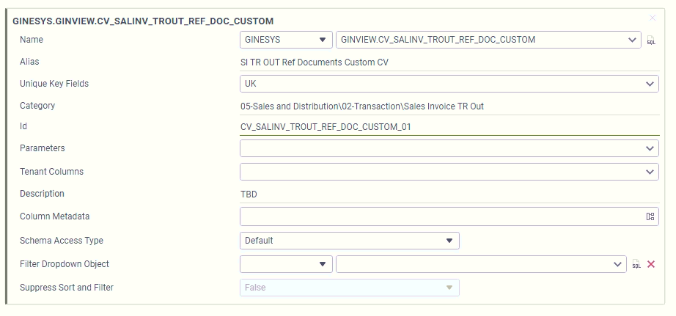 GINESYS.GINVIEW.CV_SALINV_TROUT_REF_DOC_CUSTOM
Name GINESYS GINVIEW.CV_SALINV_TROUT_REF_DOC_CUSTOM SQL
Alias SI TR OUT Ref Documents Custom CV
Unique Key Fields UK
Category 05-Sales and Distribution\02-Transaction\Sales Invoice TR Out
Id CV_SALINV_TROUT_REF_DOC_CUSTOM_01
Parameters
Tenant Columns
Description TBD
Column Metadata
Schema Access Type Default
Filter Dropdown Object SQL
Suppress Sort and Filter False